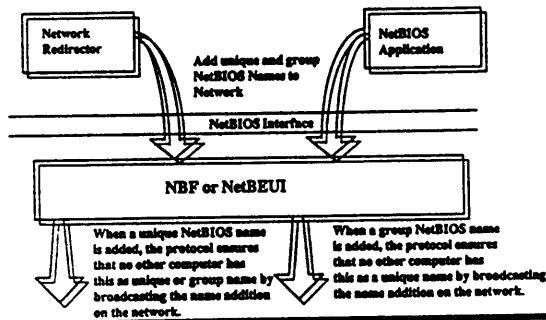 Network
Redirector
NetBIOS
Application
Add unique and group
NetBIOS Names to
Network
NetBIOS Interface
NBF or NetBEUI
When a unique NetBIOS name
is added, the protocol ensures
that no other computer has
this as unique or group name by
broadcasting the name addition
on the network.
When a group NetBIOS name
is added, the protocol ensures
that no other computer has
this as a unique name by broadcasting
the name addition on the network.